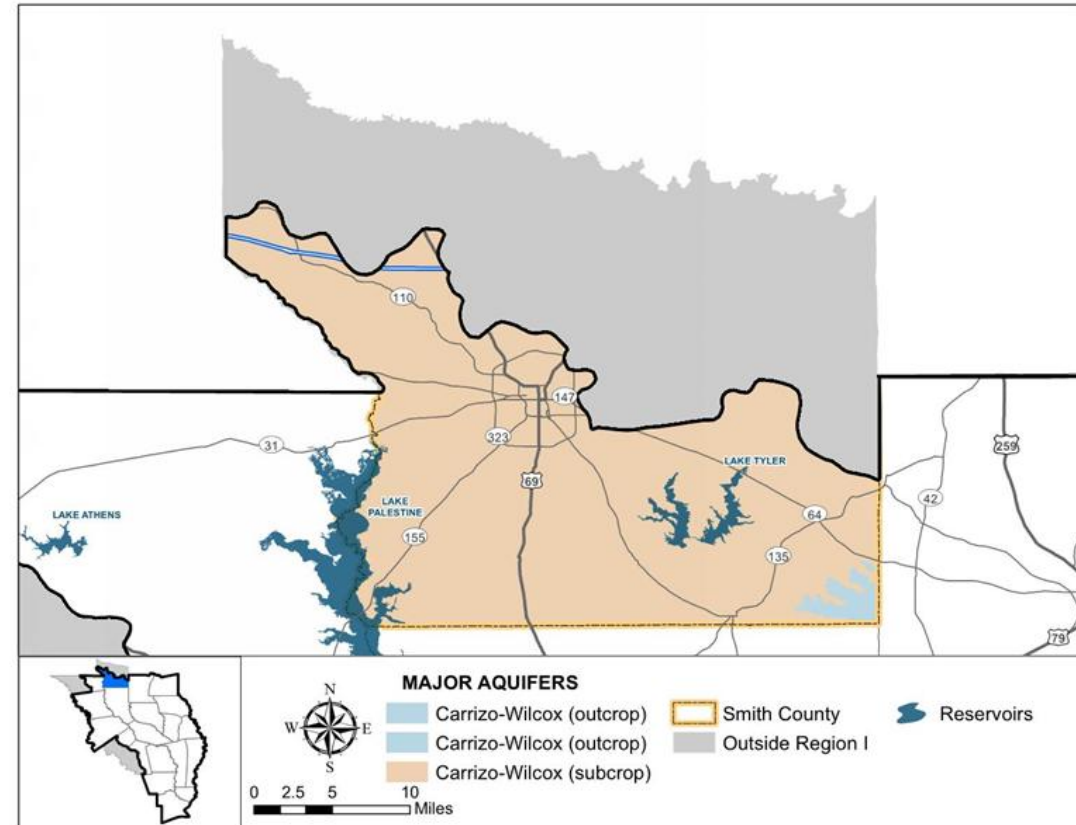 110
147
31
323
69
259
LAKE TYLER
LAKE
PALESTINE
42
64
LAKE ATHENS
155
135
79
MAJOR AQUIFERS
Carrizo-Wilcox (outcrop)
Carrizo-Wilcox (outcrop)
Carrizo-Wilcox (subcrop)
Smith County
Outside Region I
Reservoirs
N
W
E
S
0 2.5 5 10
Miles